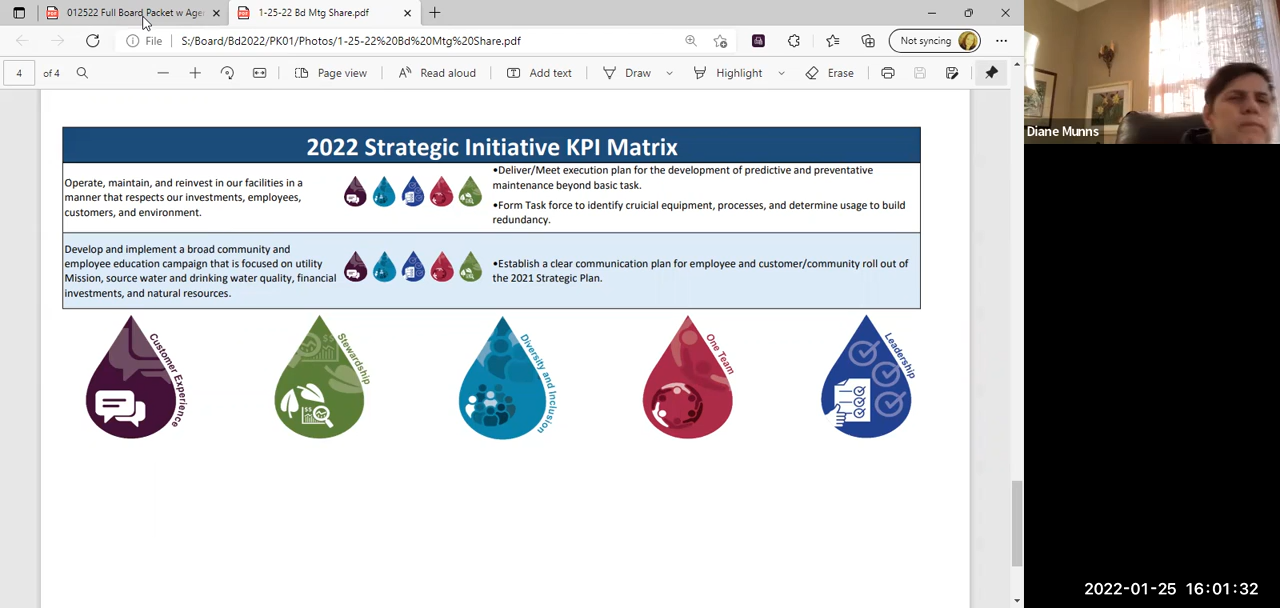 012522 Full Board Packet w Age
1-25-22 Bd Mtg Share.pdf
File
S:/Board/Bd2022/PK01/Photos/1-25-22%20Bd%20Mtg%20Share.pdf
Not syncing
4 of 4
Page view
Read aloud
Add text
Draw
Highlight
Erase
2022 Strategic Initiative KPI Matrix
Operate, maintain, and reinvest in our facilities in a
manner that respects our investments, employees,
customers, and environment.
•Deliver/Meet execution plan for the development of predictive and preventative
maintenance beyond basic task.
•Form Task force to identify cruicial equipment, processes, and determine usage to build
redundancy.
Develop and implement a broad community and
employee education campaign that is focused on utility
Mission, source water and drinking water quality, financial
investments, and natural resources.
•Establish a clear communication plan for employee and customer/community roll out of
the 2021 Strategic Plan.
Customer Experience
Stewardship
Diversity and Inclusion
One Team
Leadership
Diane Munns
2022-01-25 16:01:32